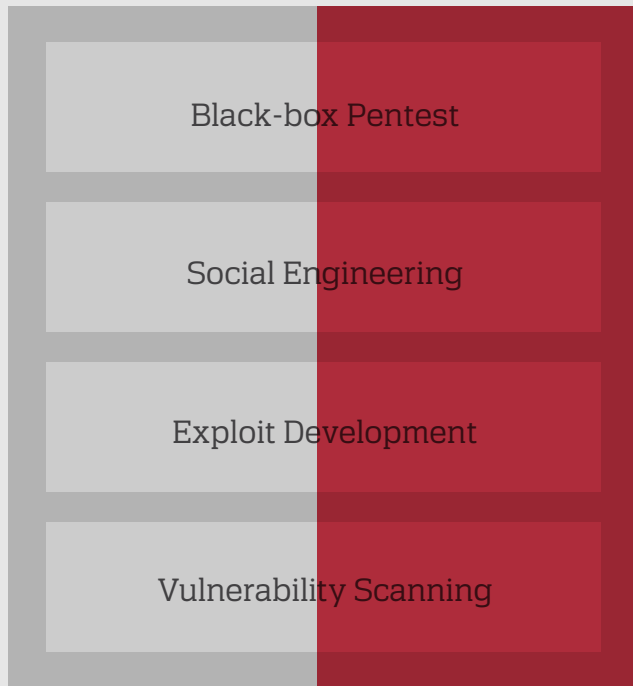 Black-box Pentest
Social Engineering
Exploit Development
Vulnerability Scanning